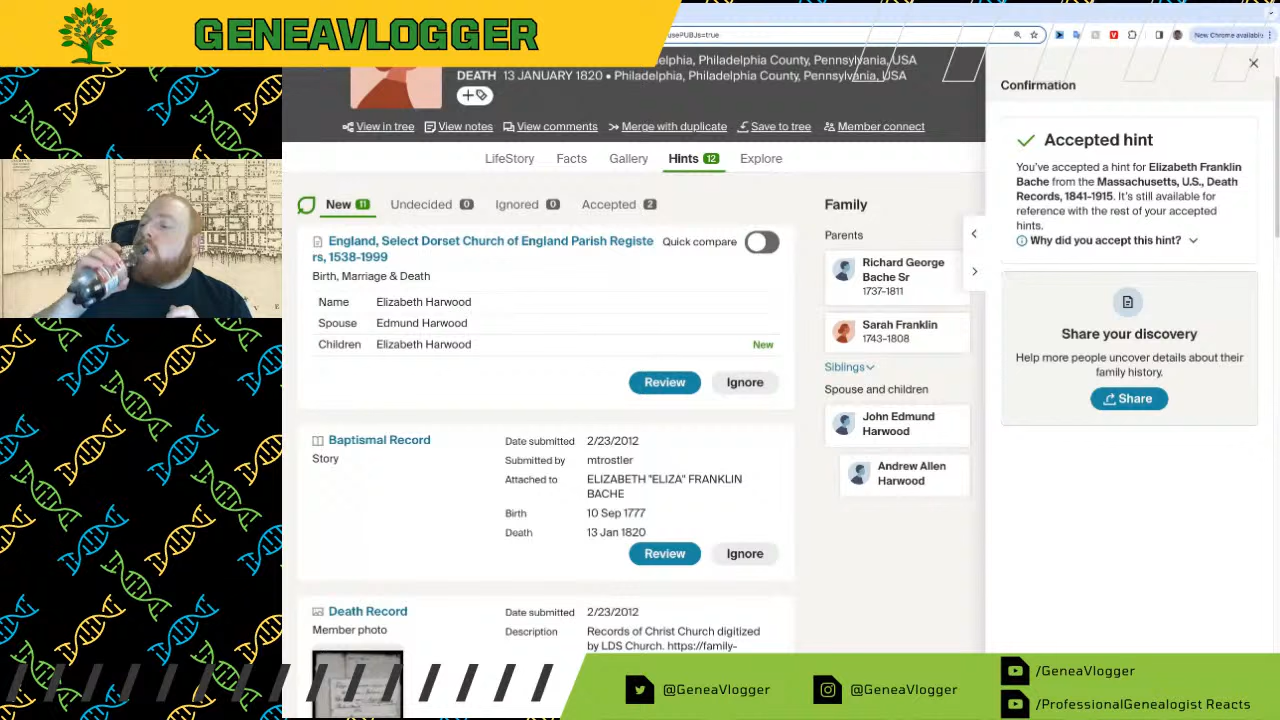 GENEAVLOGGER
usePUBJs=true
New Chrome available
elphia, Philadelphia County, Pennsylvania, USA
DEATH 13 JANUARY 1820 • Philadelphia, Philadelphia County, Pennsylvania, USA
View in tree View notes View comments Merge with duplicate Save to tree Member connect
LifeStory Facts Gallery Hints 12 Explore
New 11 Undecided 0 Ignored 0 Accepted 2
England, Select Dorset Church of England Parish Registe
rs, 1538-1999
Quick compare
Birth, Marriage & Death
Name Elizabeth Harwood
Spouse Edmund Harwood
Children Elizabeth Harwood New
Review Ignore
Baptismal Record
Story
Date submitted 2/23/2012
Submitted by mtrostler
Attached to ELIZABETH "ELIZA" FRANKLIN
BACHE
Birth 10 Sep 1777
Death 13 Jan 1820
Review Ignore
Death Record
Member photo
Date submitted 2/23/2012
Description Records of Christ Church digitized
by LDS Church. https://family-
Family
Parents
Richard George
Bache Sr
1737-1811
Sarah Franklin
1743-1808
Siblings
Spouse and children
John Edmund
Harwood
Andrew Allen
Harwood
Confirmation
Accepted hint
You've accepted a hint for Elizabeth Franklin
Bache from the Massachusetts, U.S., Death
Records, 1841-1915. It's still available for
reference with the rest of your accepted
hints.
Why did you accept this hint?
Share your discovery
Help more people uncover details about their
family history.
Share
@GeneaVlogger
@GeneaVlogger
/GeneaVlogger
/ProfessionalGenealogist Reacts